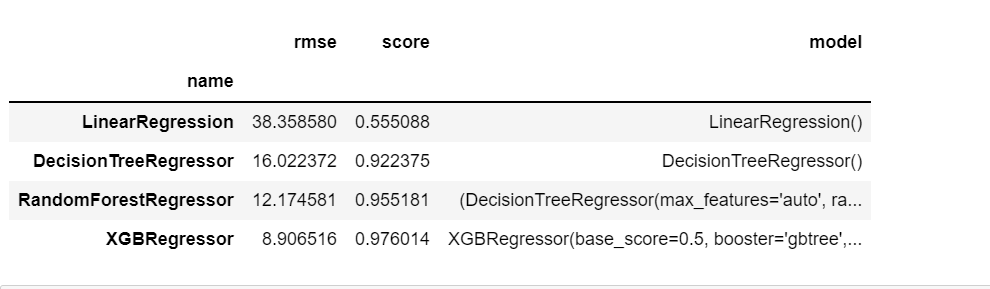 rmse score model
name
LinearRegression 38.358580 0.555088 LinearRegression()
DecisionTreeRegressor 16.022372 0.922375 DecisionTreeRegressor()
RandomForestRegressor 12.174581 0.955181 (DecisionTreeRegressor(max_features='auto', ra...
XGBRegressor 8.906516 0.976014 XGBRegressor(base_score=0.5, booster='gbtree',...